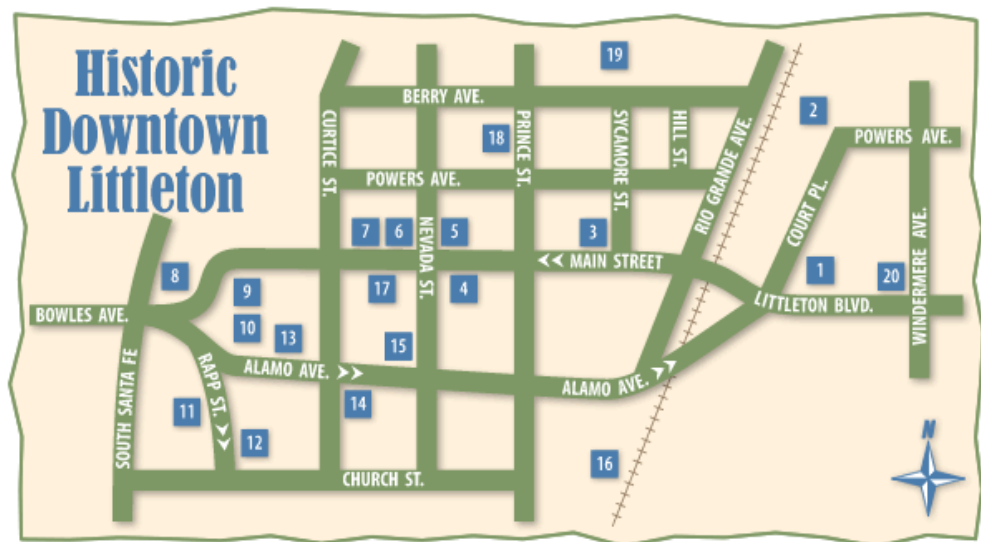 Historic
Downtown
Littleton
19
BERRY AVE.
2
CURTICE ST.
18
PRINCE ST.
SYCAMORE ST.
HILL ST.
RIO GRANDE AVE.
POWERS AVE.
POWERS AVE.
COURT PL.
WINDERMERE AVE.
NEVADA ST.
7
6
5
3
MAIN STREET
8
9
17
4
1
20
BOWLES AVE.
LITTLETON BLVD.
10
13
15
ALAMO AVE.
ALAMO AVE.
SOUTH SANTA FE
RAPP ST.
11
14
12
16
CHURCH ST.
N